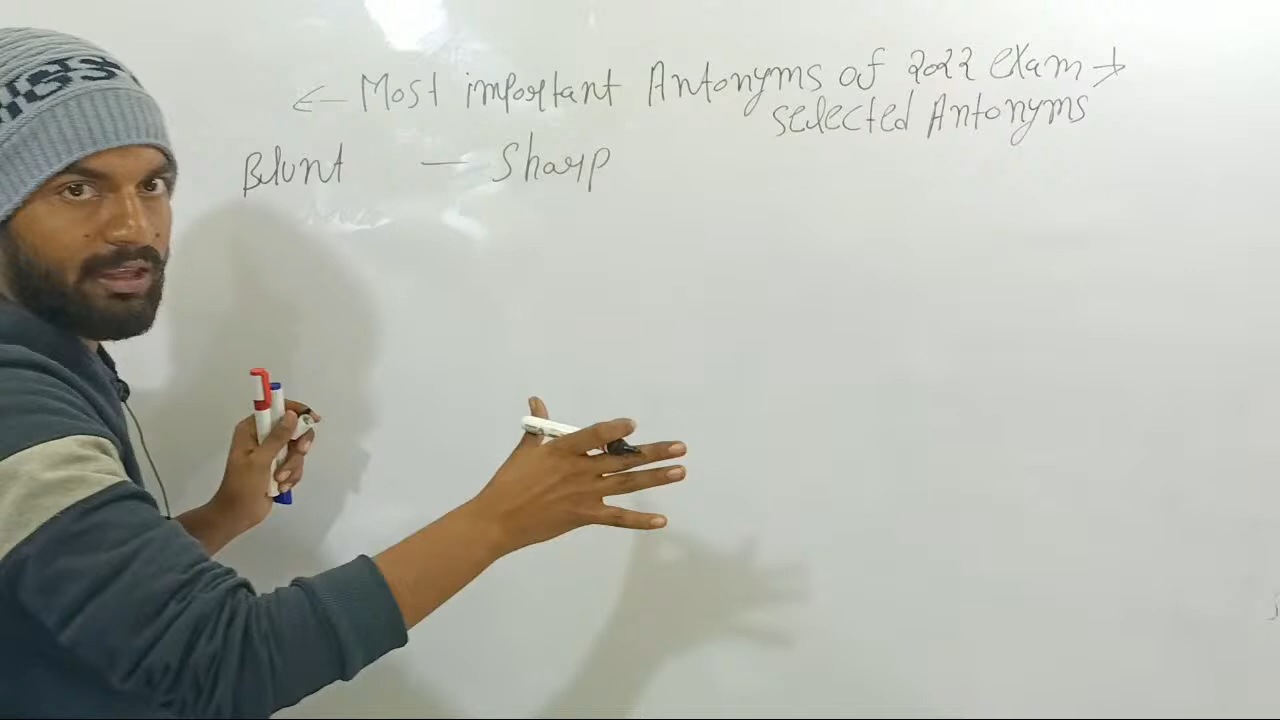 ← Most important Antonyms of 2022 exam →
selected Antonyms
Blunt — Sharp